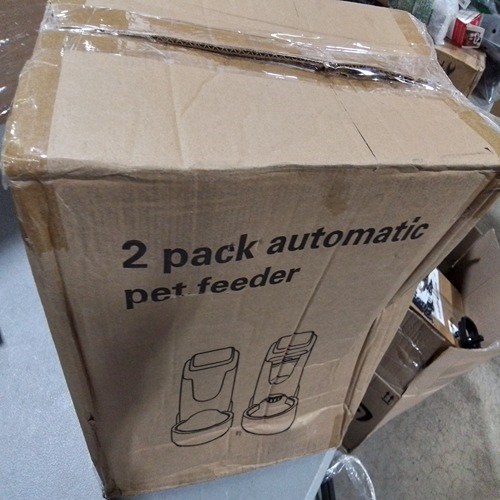 2 pack automatic
pet feeder